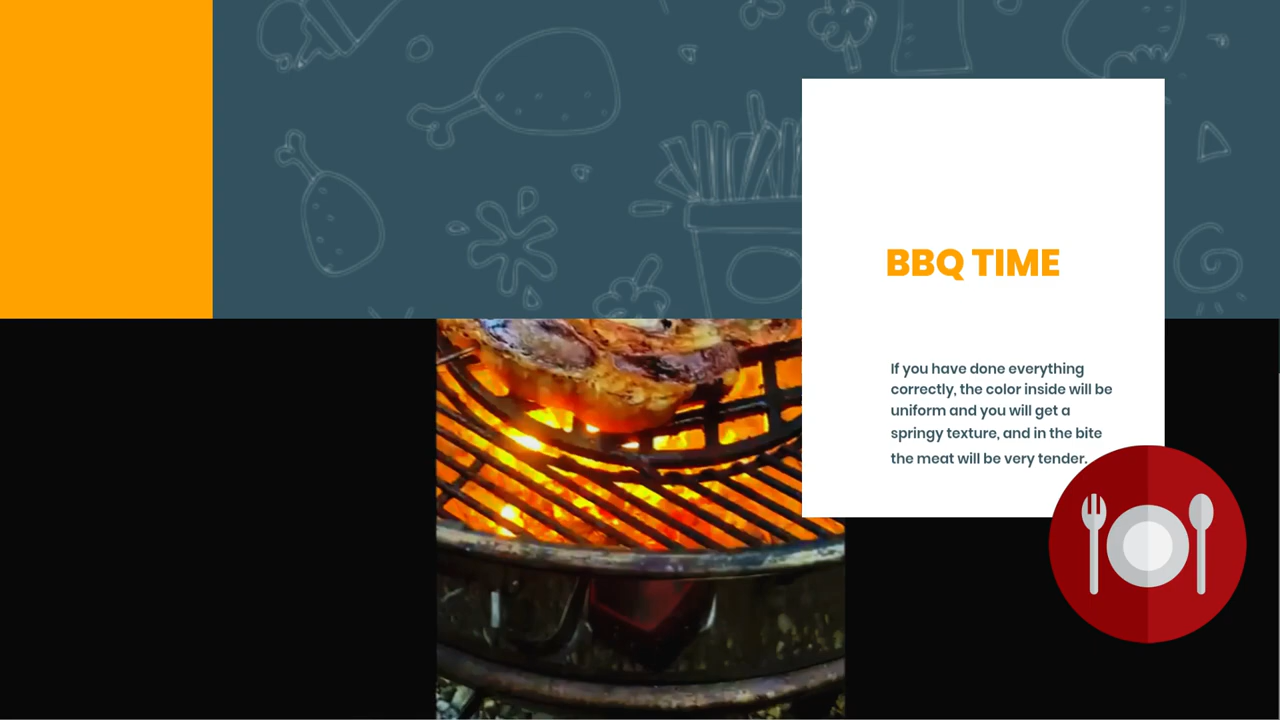 BBQ TIME
If you have done everything
correctly, the color inside will be
uniform and you will get a
springy texture, and in the bite
the meat will be very tender.